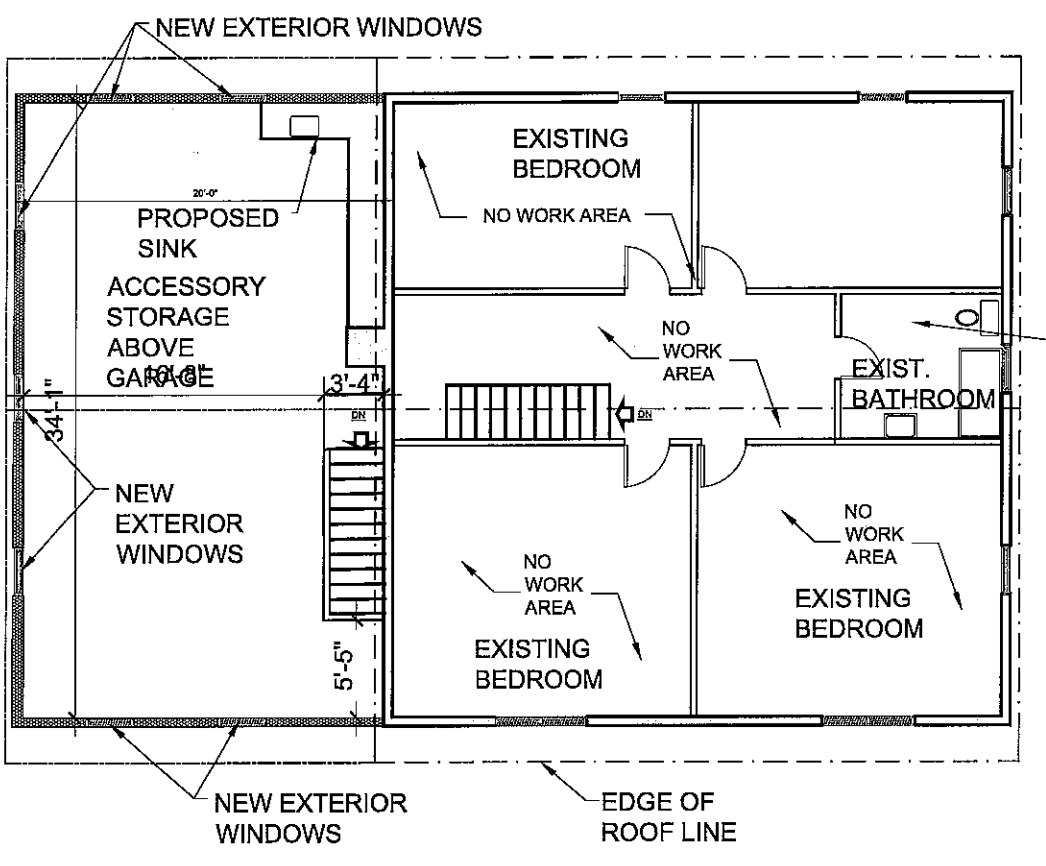 NEW EXTERIOR WINDOWS
EXISTING
BEDROOM
20'-0"
PROPOSED
SINK
NO WORK AREA
ACCESSORY
STORAGE
ABOVE
GARAGE
3'-4"
34'-1"
DN
NO
WORK
AREA
DN
EXIST.
BATHROOM
NEW
EXTERIOR
WINDOWS
NO
WORK
AREA
NO
WORK
AREA
EXISTING
BEDROOM
5'-5"
EXISTING
BEDROOM
NEW EXTERIOR
WINDOWS
EDGE OF
ROOF LINE